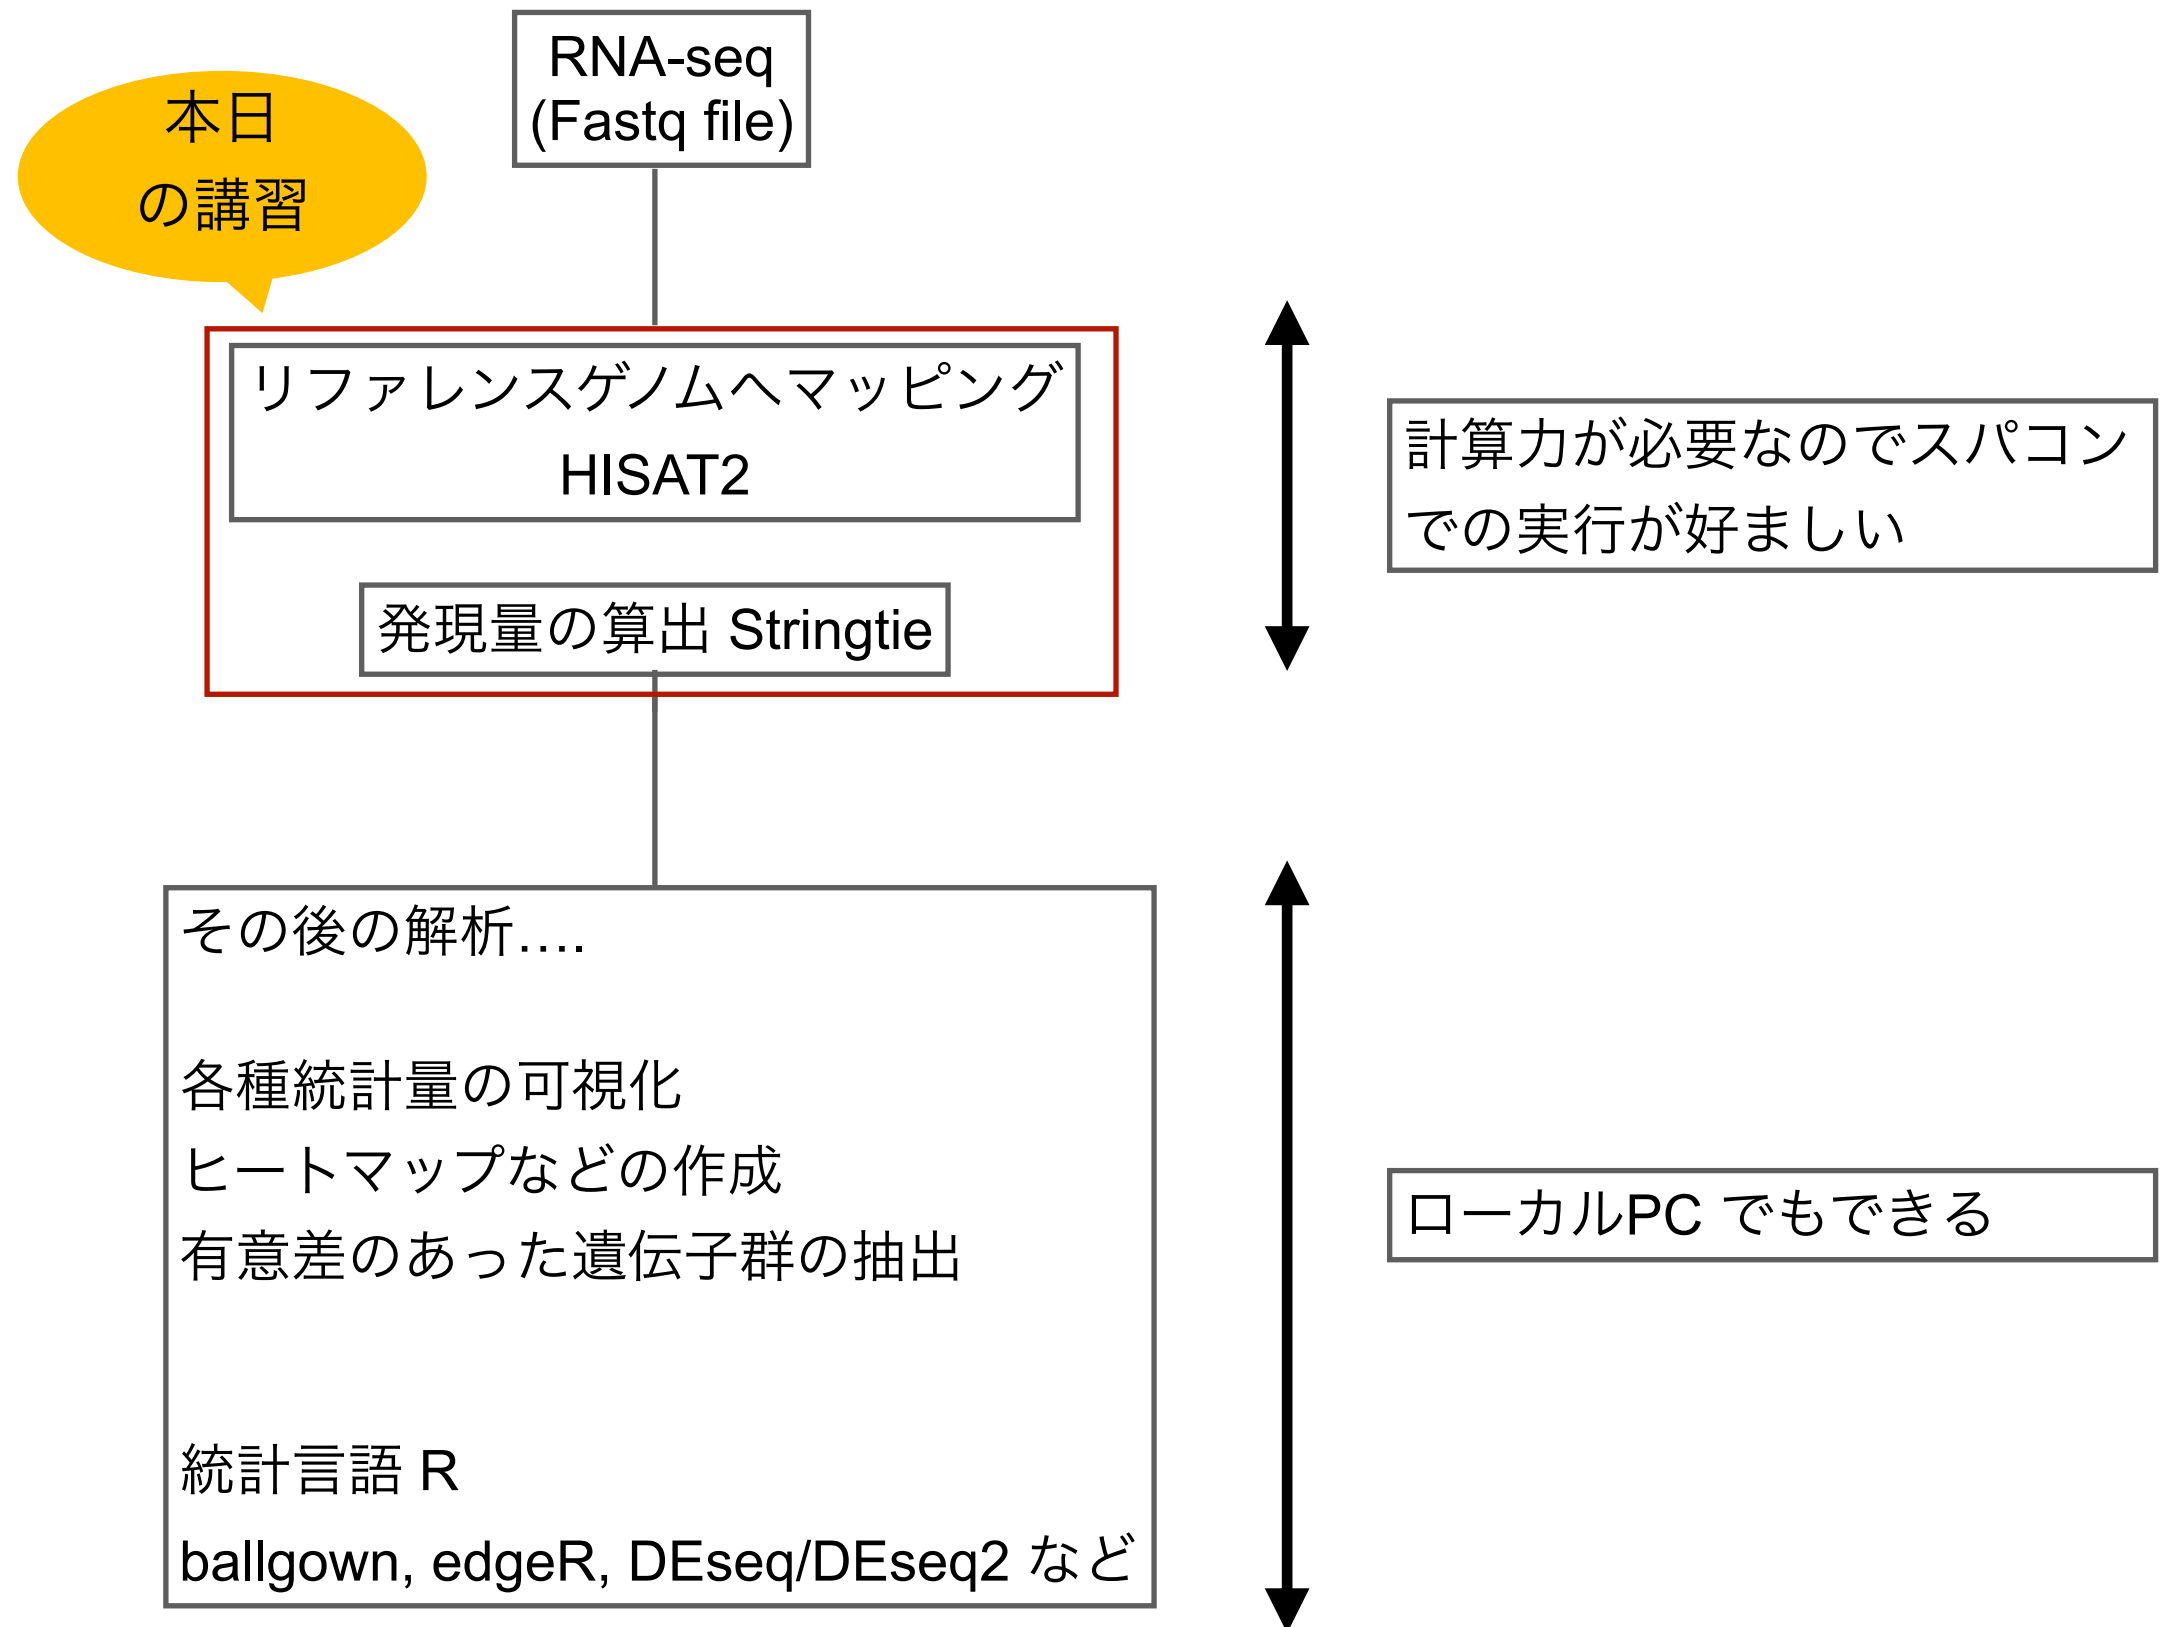 RNA-seq
(Fastq file)
本日
の講習
リファレンスゲノムへマッピング
HISAT2
発現量の算出 Stringtie
計算力が必要なのでスパコン
での実行が好ましい
その後の解析....
各種統計量の可視化
ヒートマップなどの作成
有意差のあった遺伝子群の抽出
統計言語 R
ballgown, edgeR, DEseq/DEseq2 など
ローカルPC でもできる